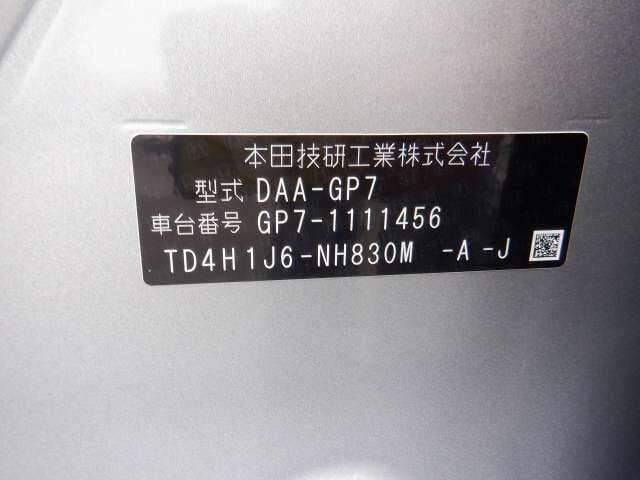 本田技研工業株式会社
型式 DAA-GP7
車台番号 GP7-1111456
TD4H1J6-NH830M -A-J